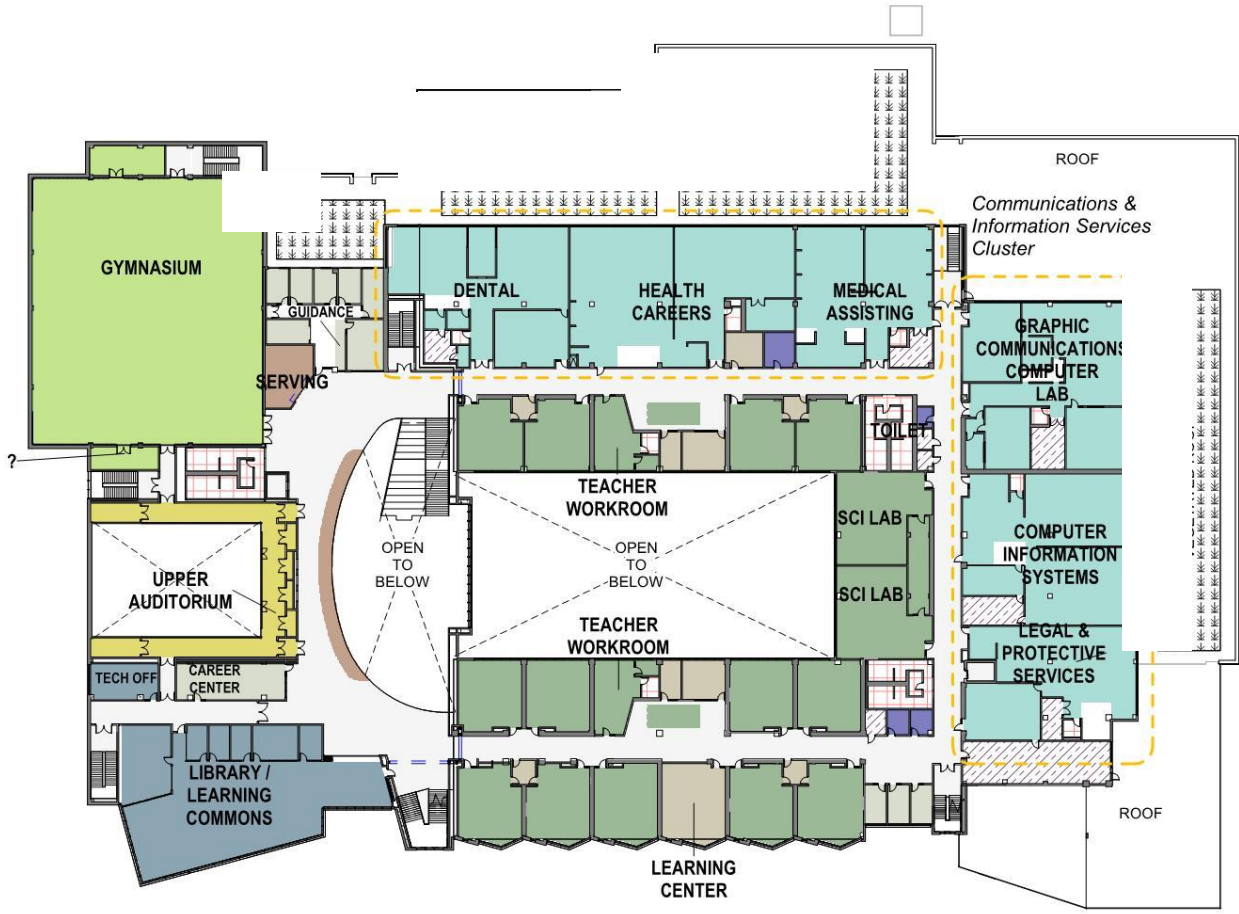 ROOF
Communications &
Information Services
Cluster
GYMNASIUM
DENTAL
HEALTH
CAREERS
MEDICAL
ASSISTING
GUIDANCE
GRAPHIC
COMMUNICATIONS
COMPUTER
LAB
SERVING
TOILET
?
TEACHER
WORKROOM
SCI LAB
OPEN
TO
BELOW
OPEN
TO
BELOW
COMPUTER
INFORMATION
SYSTEMS
UPPER
AUDITORIUM
SCI LAB
TEACHER
WORKROOM
LEGAL &
PROTECTIVE
SERVICES
TECH OFF
CAREER
CENTER
LIBRARY /
LEARNING
COMMONS
ROOF
LEARNING
CENTER